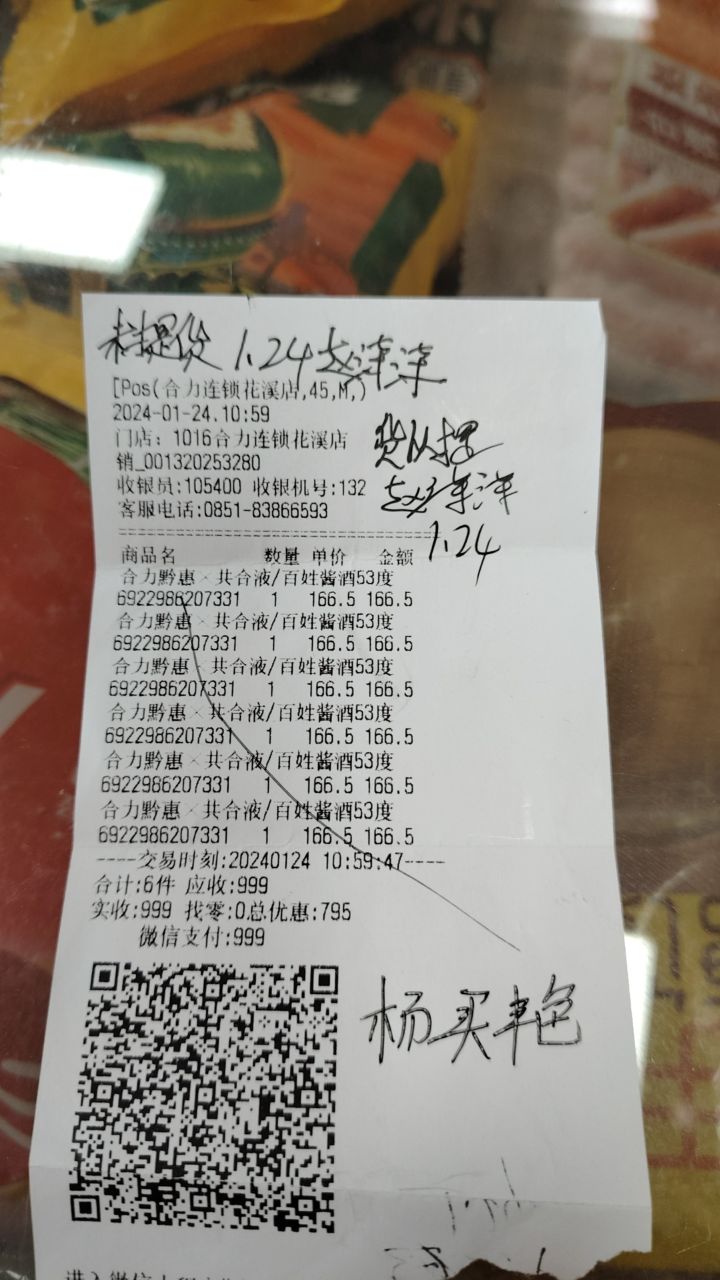 未提货 1.24 赵洋洋
[Pos(合力连锁花溪店,45,M,)
2024-01-24.10:59
门店：1016合力连锁花溪店
销_001320253280
收银员:105400 收银机号:132
客服电话:0851-83866593
赵洋洋
1.24
商品名 数量 单价 金额
合力黔惠×共合液/百姓酱酒53度
6922986207331 1 166.5 166.5
合力黔惠×共合液/百姓酱酒53度
6922986207331 1 166.5 166.5
合力黔惠×共合液/百姓酱酒53度
6922986207331 1 166.5 166.5
合力黔惠×共合液/百姓酱酒53度
6922986207331 1 166.5 166.5
合力黔惠×共合液/百姓酱酒53度
6922986207331 1 166.5 166.5
合力黔惠×共合液/百姓酱酒53度
6922986207331 1 166.5 166.5
----交易时刻:20240124 10:59:47----
合计:6件 应收:999
实收:999 找零:0总优惠:795
微信支付:999
杨买丰色